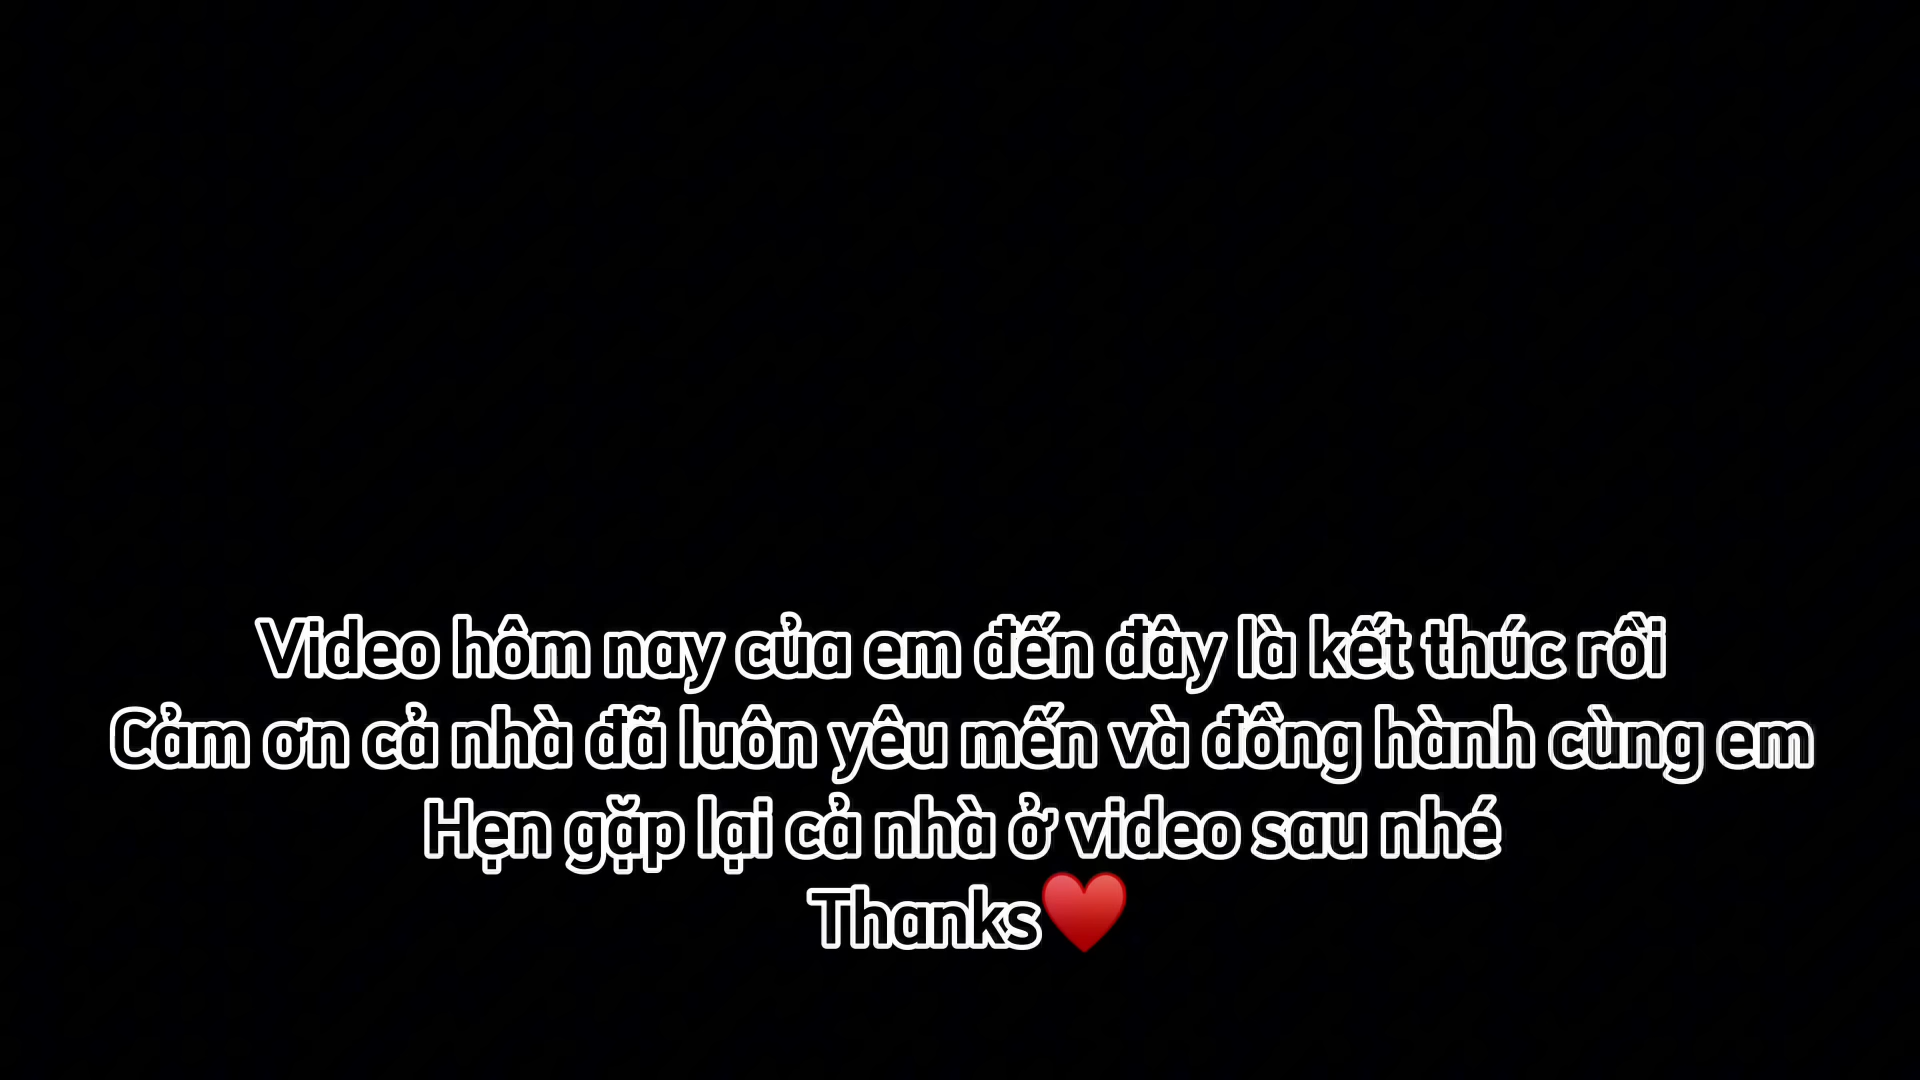 Video hôm nay của em đến đây là kết thúc rồi
Cảm ơn cả nhà đã luôn yêu mến và đồng hành cùng em
Hẹn gặp lại cả nhà ở video sau nhé
Thanks♥️